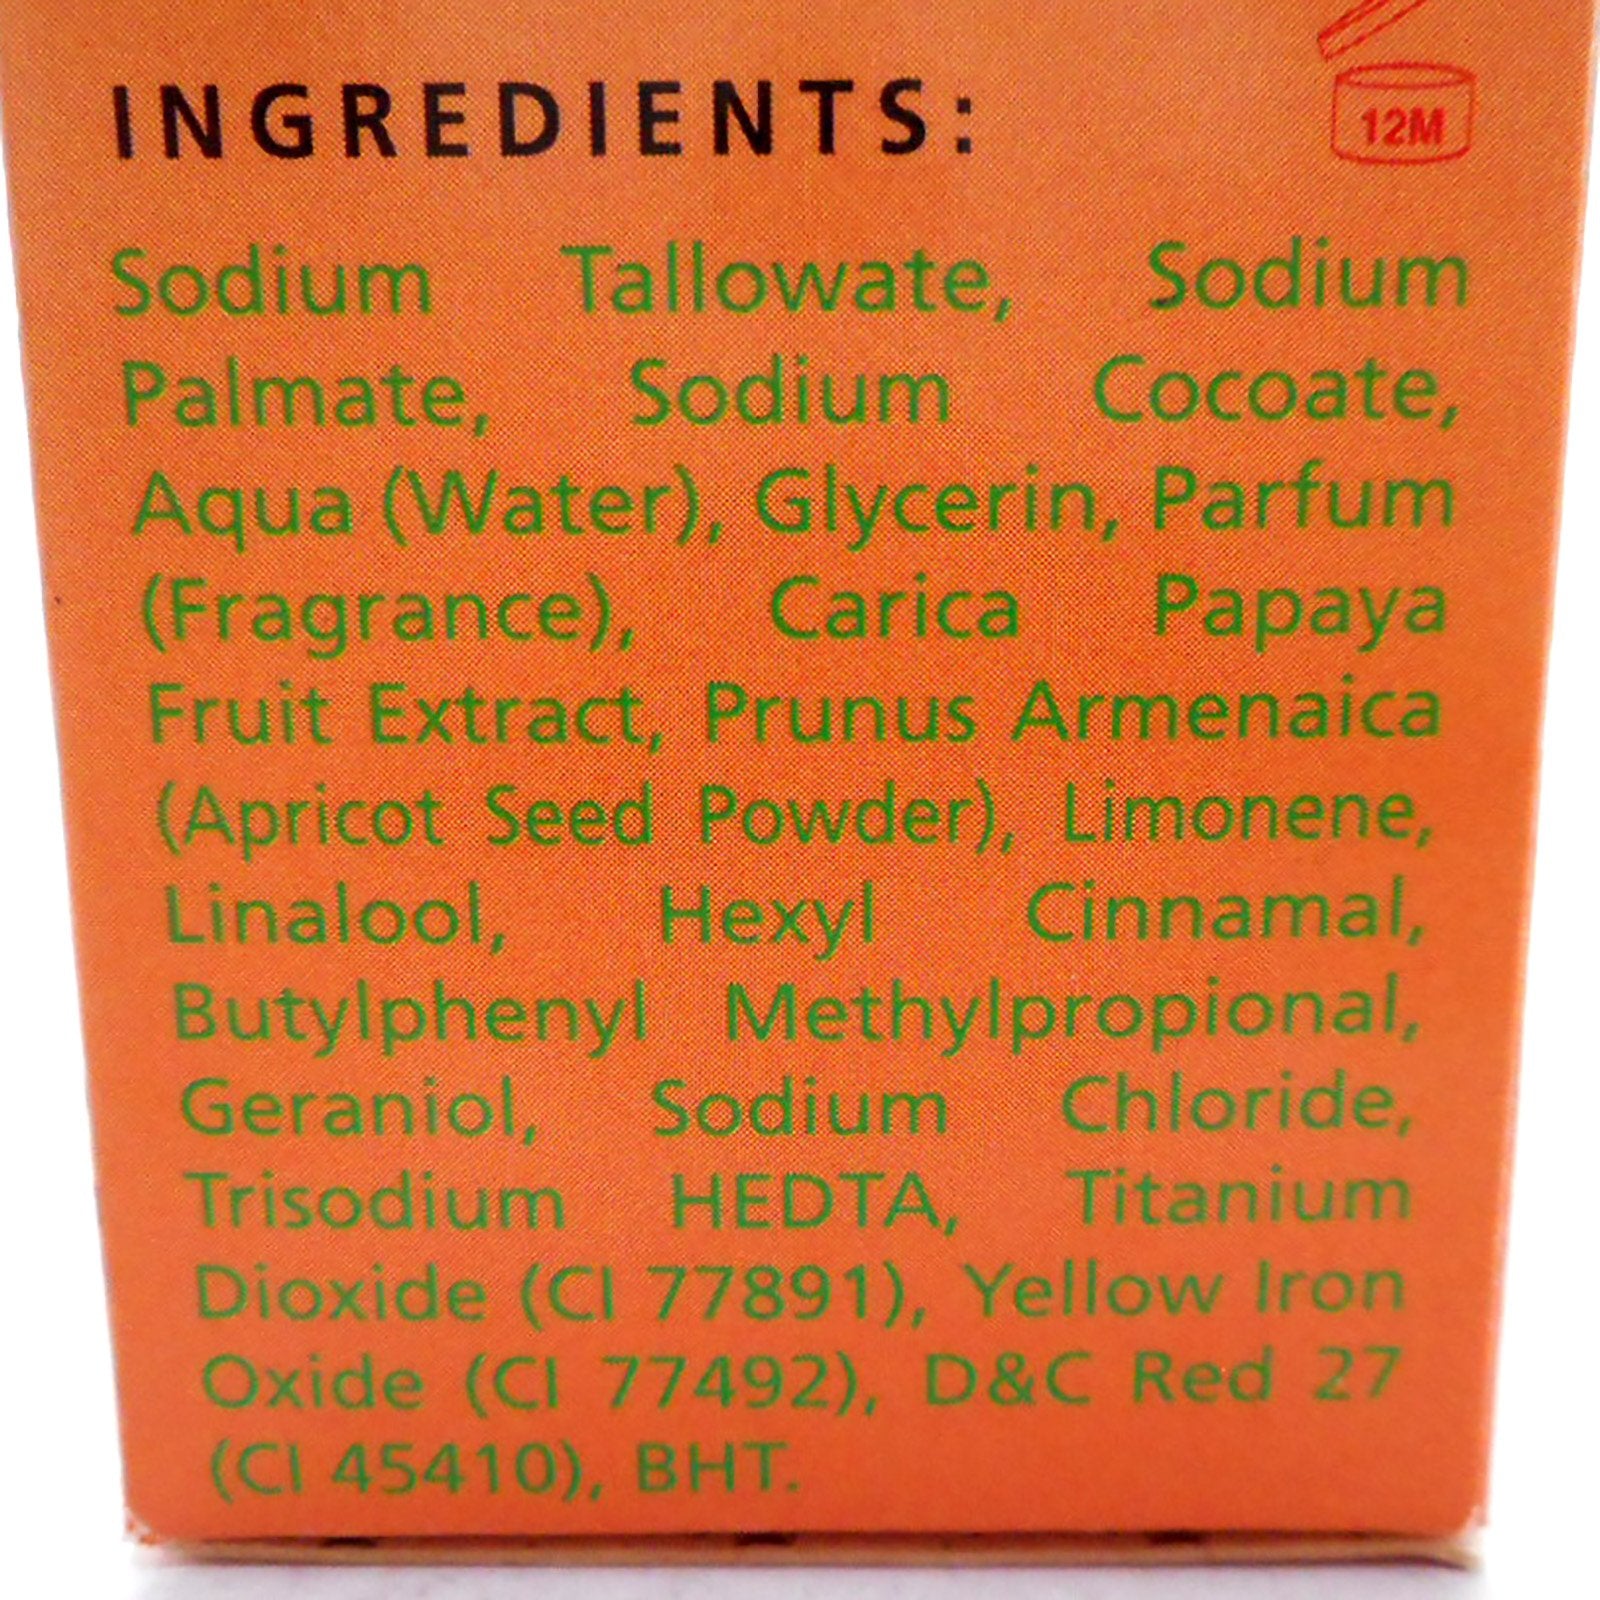 12M
INGREDIENTS:
Sodium Tallowate, Sodium
Palmate, Sodium Cocoate,
Aqua (Water), Glycerin, Parfum
(Fragrance), Carica Papaya
Fruit Extract, Prunus Armenaica
(Apricot Seed Powder), Limonene,
Linalool, Hexyl Cinnamal,
Butylphenyl Methylpropional,
Geraniol, Sodium Chloride,
Trisodium HEDTA, Titanium
Dioxide (CI 77891), Yellow Iron
Oxide (CI 77492), D&C Red 27
(CI 45410), BHT.